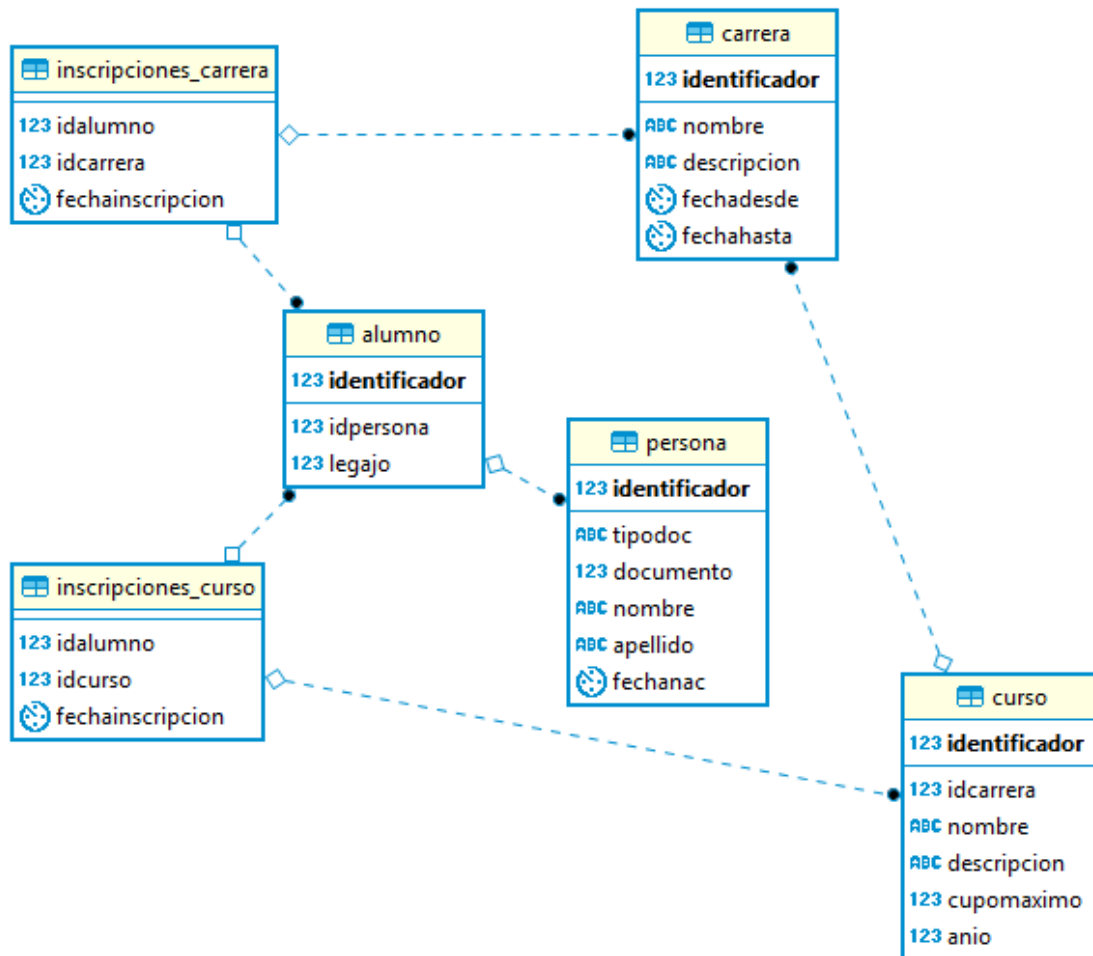 inscripciones_carrera
123 idalumno
123 idcarrera
fechainscripcion
carrera
123 identificador
ABC nombre
ABC descripcion
fechadesde
fechahasta
alumno
123 identificador
123 idpersona
123 legajo
persona
123 identificador
ABC tipodoc
123 documento
ABC nombre
ABC apellido
fechanac
inscripciones_curso
123 idalumno
123 idcurso
fechainscripcion
curso
123 identificador
123 idcarrera
ABC nombre
ABC descripcion
123 cupomaximo
123 anio